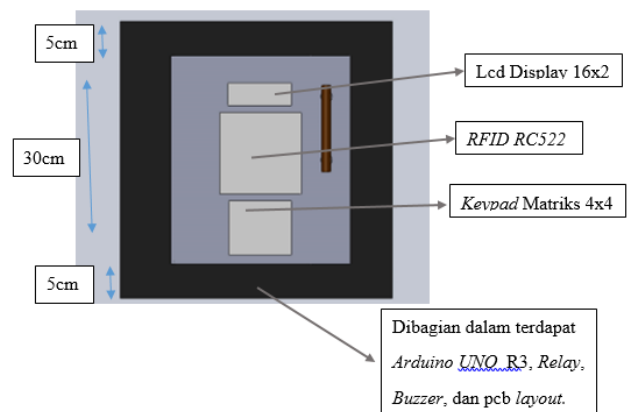 5cm
Lcd Display 16x2
30cm
RFID RC522
Keypad Matriks 4x4
5cm
Dibagian dalam terdapat
Arduino UNO R3, Relay,
Buzzer, dan pcb layout.